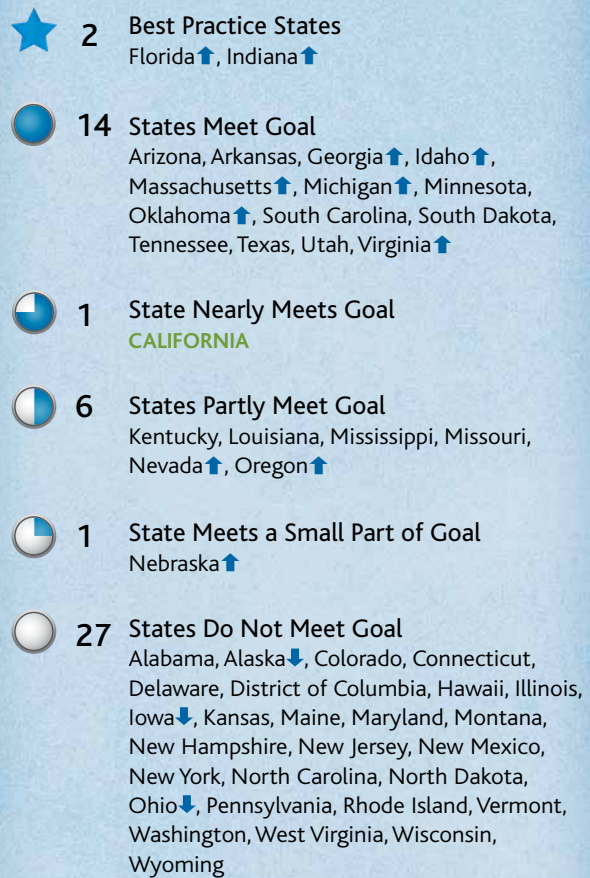 2 Best Practice States
Florida⬆, Indiana⬆
14 States Meet Goal
Arizona, Arkansas, Georgia⬆, Idaho⬆,
Massachusetts⬆, Michigan⬆, Minnesota,
Oklahoma⬆, South Carolina, South Dakota,
Tennessee, Texas, Utah, Virginia⬆
1 State Nearly Meets Goal
CALIFORNIA
6 States Partly Meet Goal
Kentucky, Louisiana, Mississippi, Missouri,
Nevada⬆, Oregon⬆
1 State Meets a Small Part of Goal
Nebraska⬆
27 States Do Not Meet Goal
Alabama, Alaska⬇, Colorado, Connecticut,
Delaware, District of Columbia, Hawaii, Illinois,
Iowa⬇, Kansas, Maine, Maryland, Montana,
New Hampshire, New Jersey, New Mexico,
New York, North Carolina, North Dakota,
Ohio⬇, Pennsylvania, Rhode Island, Vermont,
Washington, West Virginia, Wisconsin,
Wyoming